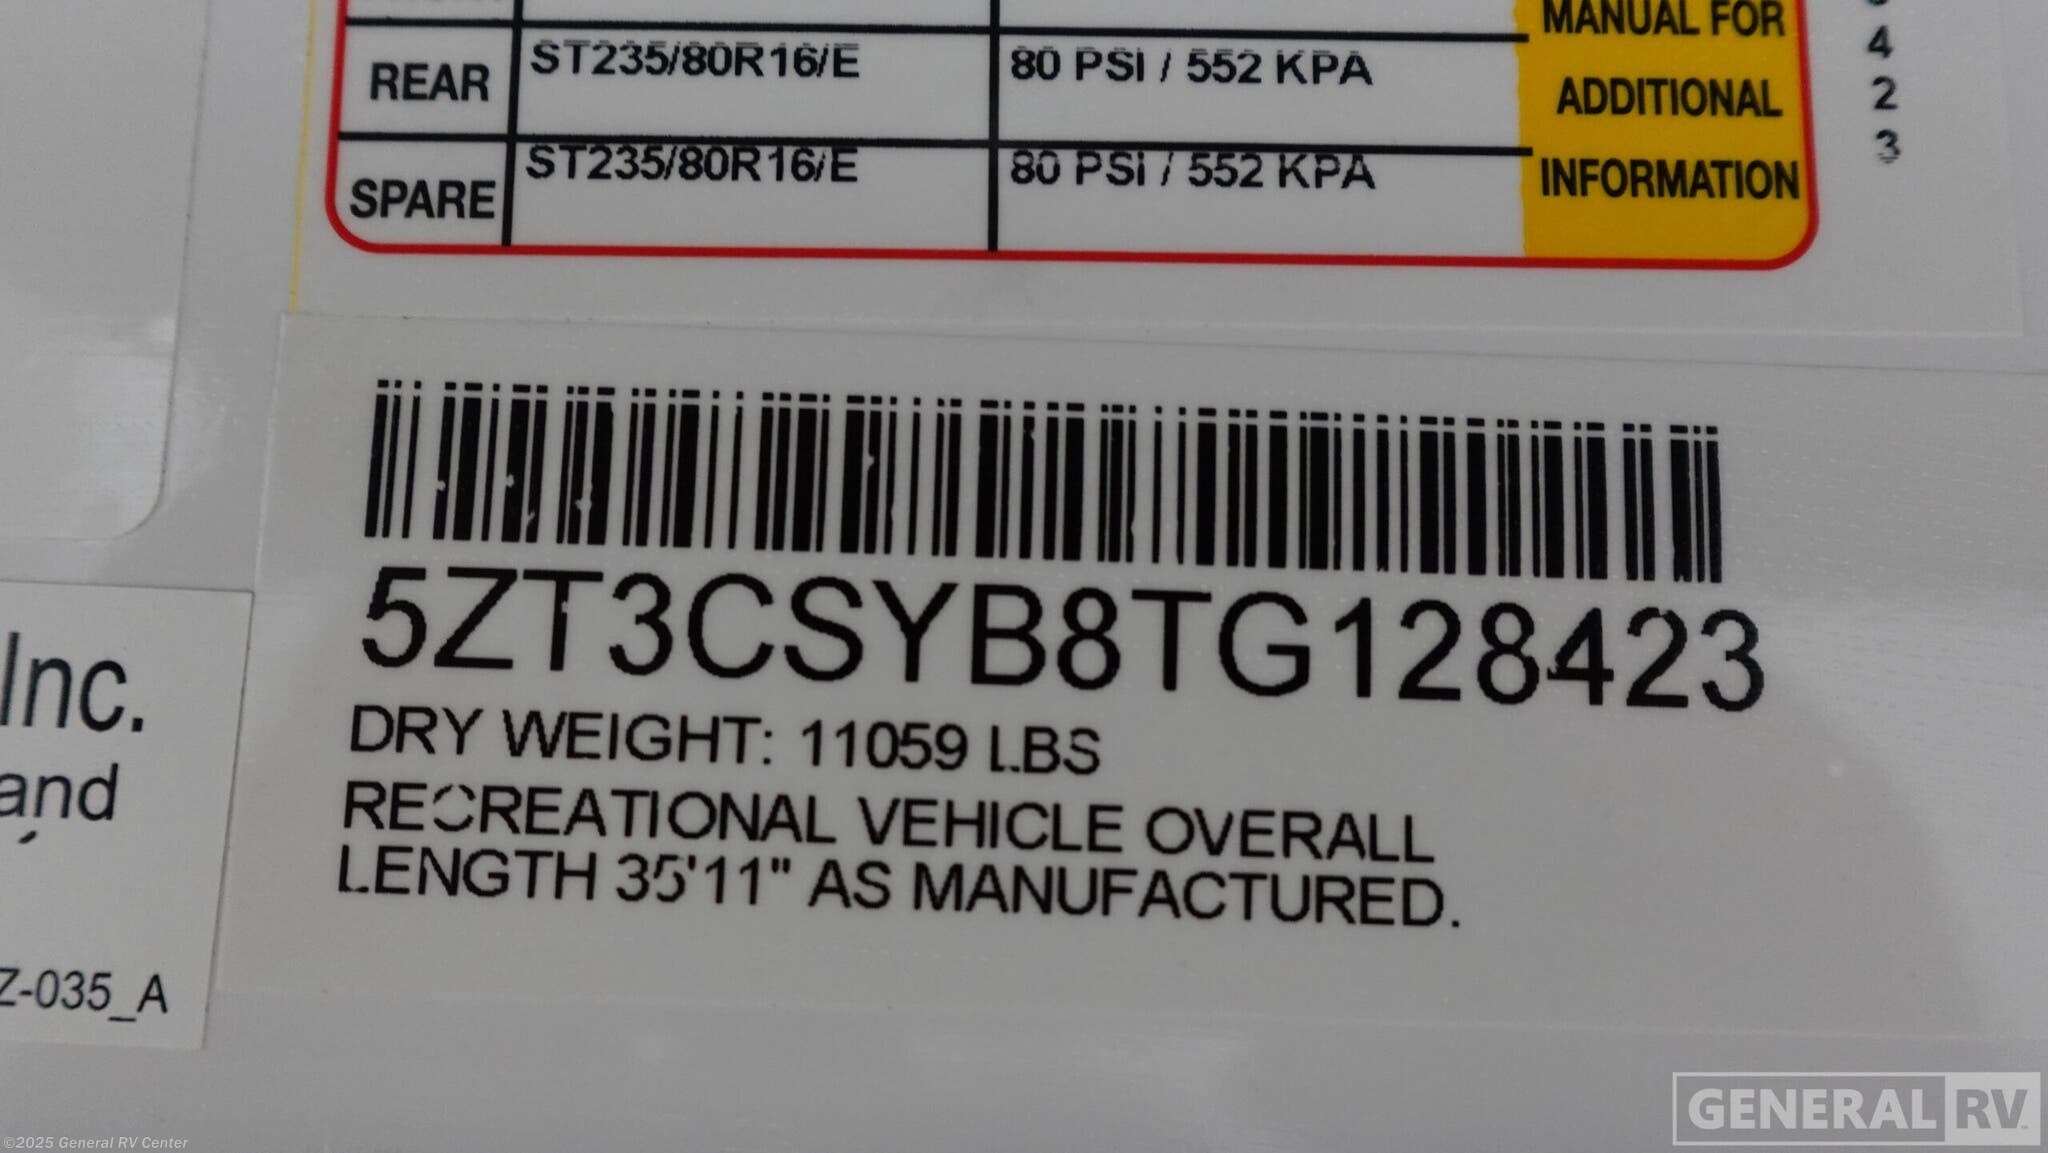 MANUAL FOR
REAR ST235/80R16/E 80 PSI / 552 KPA ADDITIONAL
SPARE ST235/80R16/E 80 PSI / 552 KPA INFORMATION
4
2
3
5ZT3CSYB8TG128423
DRY WEIGHT: 11059 LBS
RECREATIONAL VEHICLE OVERALL
LENGTH 35'11" AS MANUFACTURED.
Inc.
and
Z-035_A
GENERAL RV
©2025 General RV Center